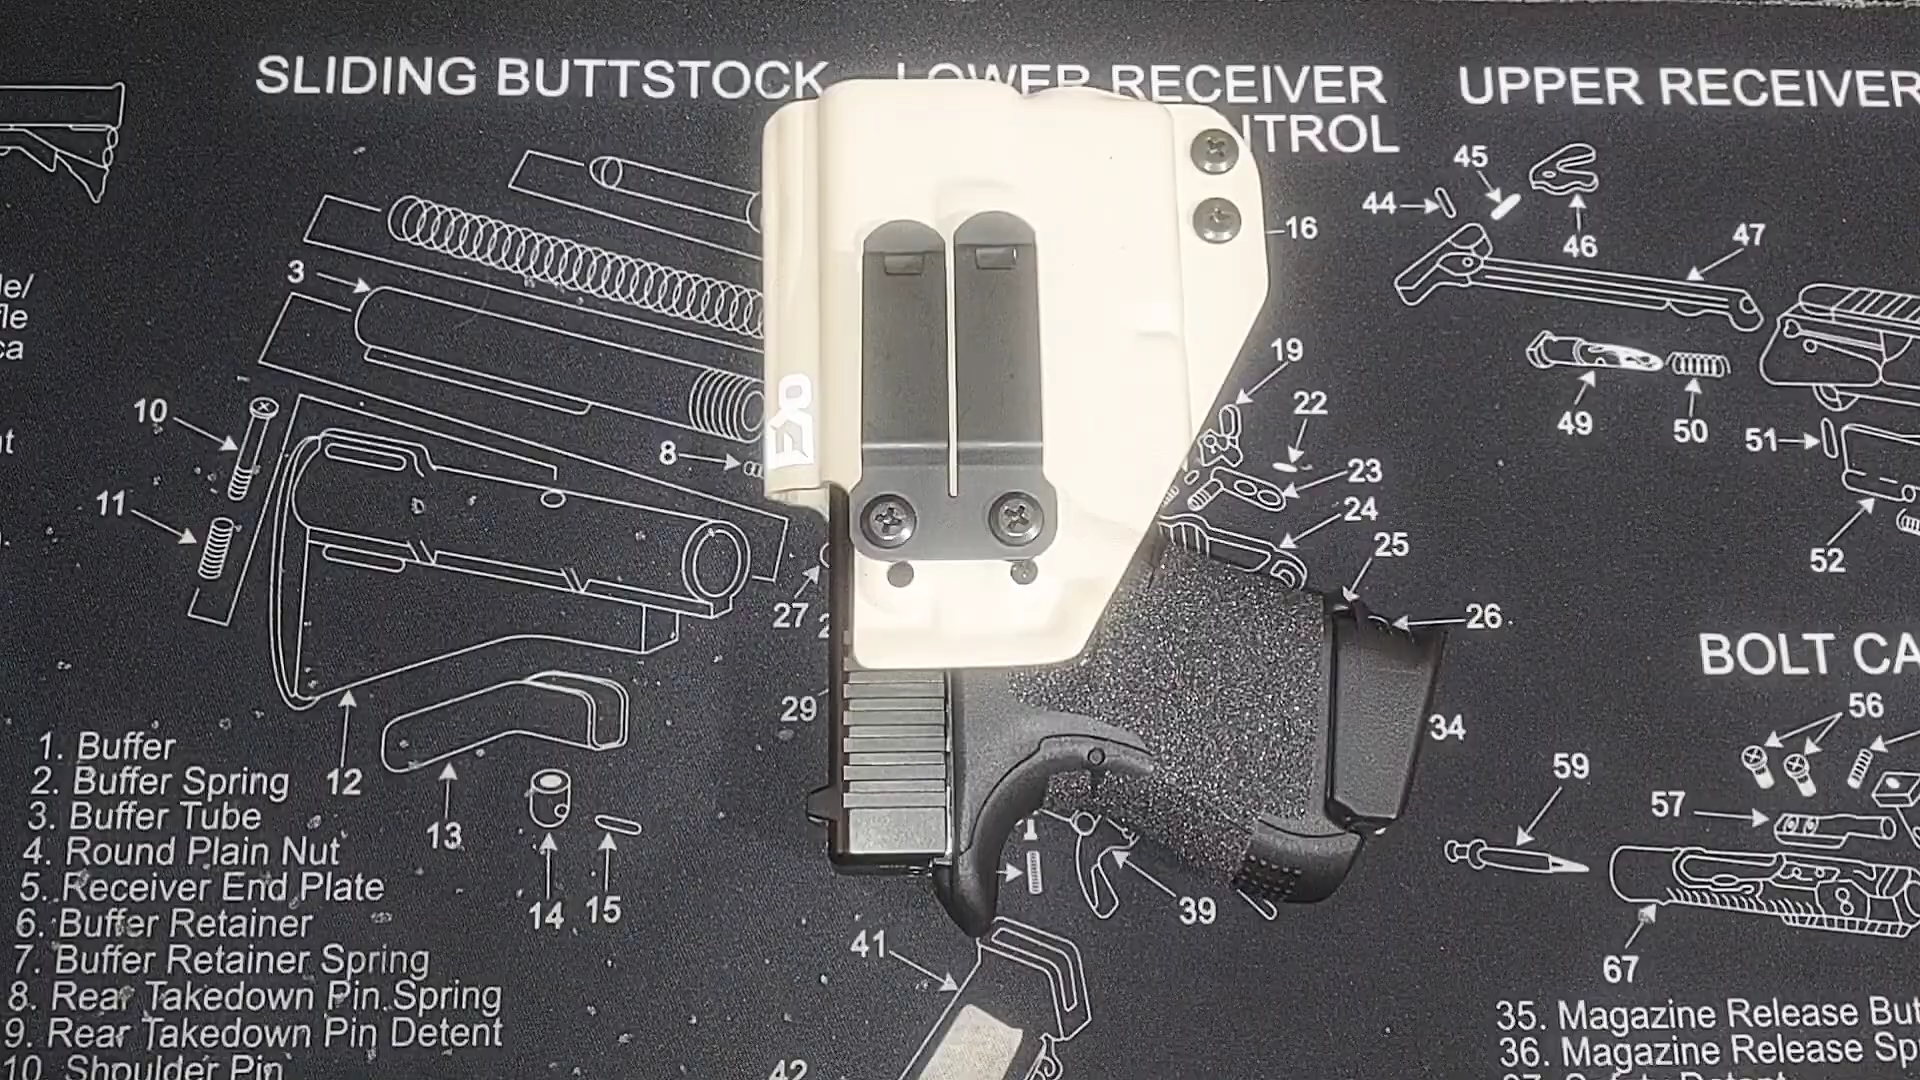 SLIDING BUTTSTOCK
LOWER RECEIVER
NTROL
UPPER RECEIVER
45
44
46
47
16
3
19
49
50
51
10
22
8
23
11
24
25
52
27
26
29
34
BOLT CA
56
59
57
12
13
14 15
39
41
67
42
EXO
1. Buffer
2. Buffer Spring
3. Buffer Tube
4. Round Plain Nut
5. Receiver End Plate
6. Buffer Retainer
7. Buffer Retainer Spring
8. Rear Takedown Pin Spring
9. Rear Takedown Pin Detent
10. Shoulder Pin
35. Magazine Release But
36. Magazine Release Sp